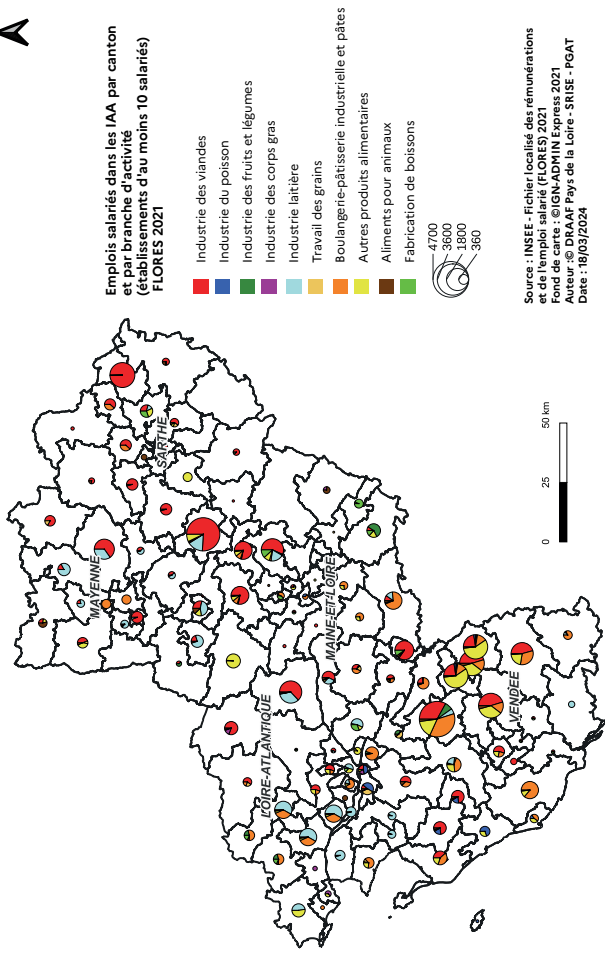 Emplois salariés dans les IAA par canton
et par branche d'activité
(établissements d'au moins 10 salariés)
FLORES 2021
Industrie des viandes
Industrie du poisson
Industrie des fruits et légumes
Industrie des corps gras
Industrie laitière
Travail des grains
Boulangerie-pâtisserie industrielle et pâtes
Autres produits alimentaires
Aliments pour animaux
Fabrication de boissons
4700
3600
1800
360
Source : INSEE - Fichier localisé des rémunérations
et de l'emploi salarié (FLORES) 2021
Fond de carte : ©IGN-ADMIN Express 2021
Auteur :© DRAAF Pays de la Loire - SRISE - PGAT
Date : 18/03/2024
MAYENNE
SARTHE
LOIRE-ATLANTIQUE
MAINE-ET-LOIRE
VENDÉE
0
25
50 km